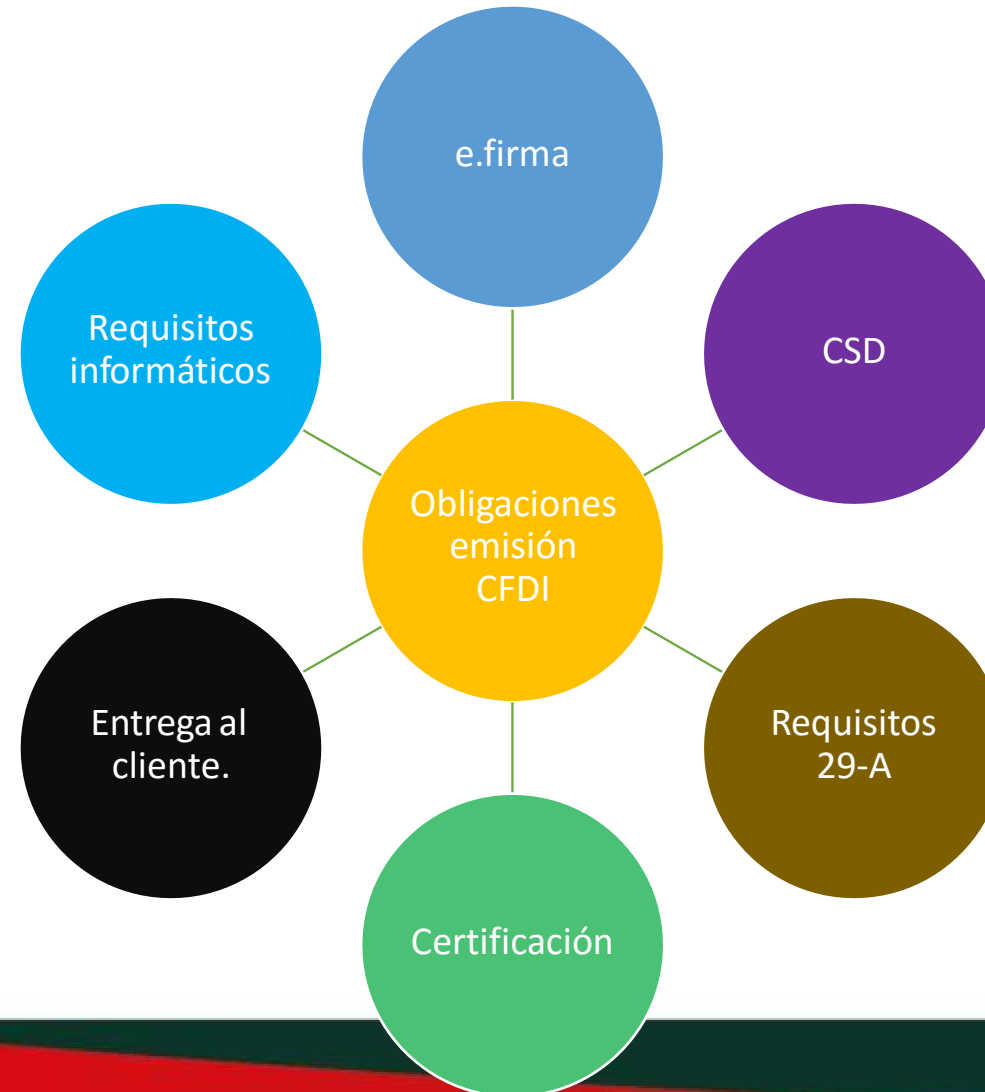 e.firma
Requisitos
informáticos
CSD
Obligaciones
emisión
CFDI
Entrega al
cliente.
Requisitos
29-A
Certificación